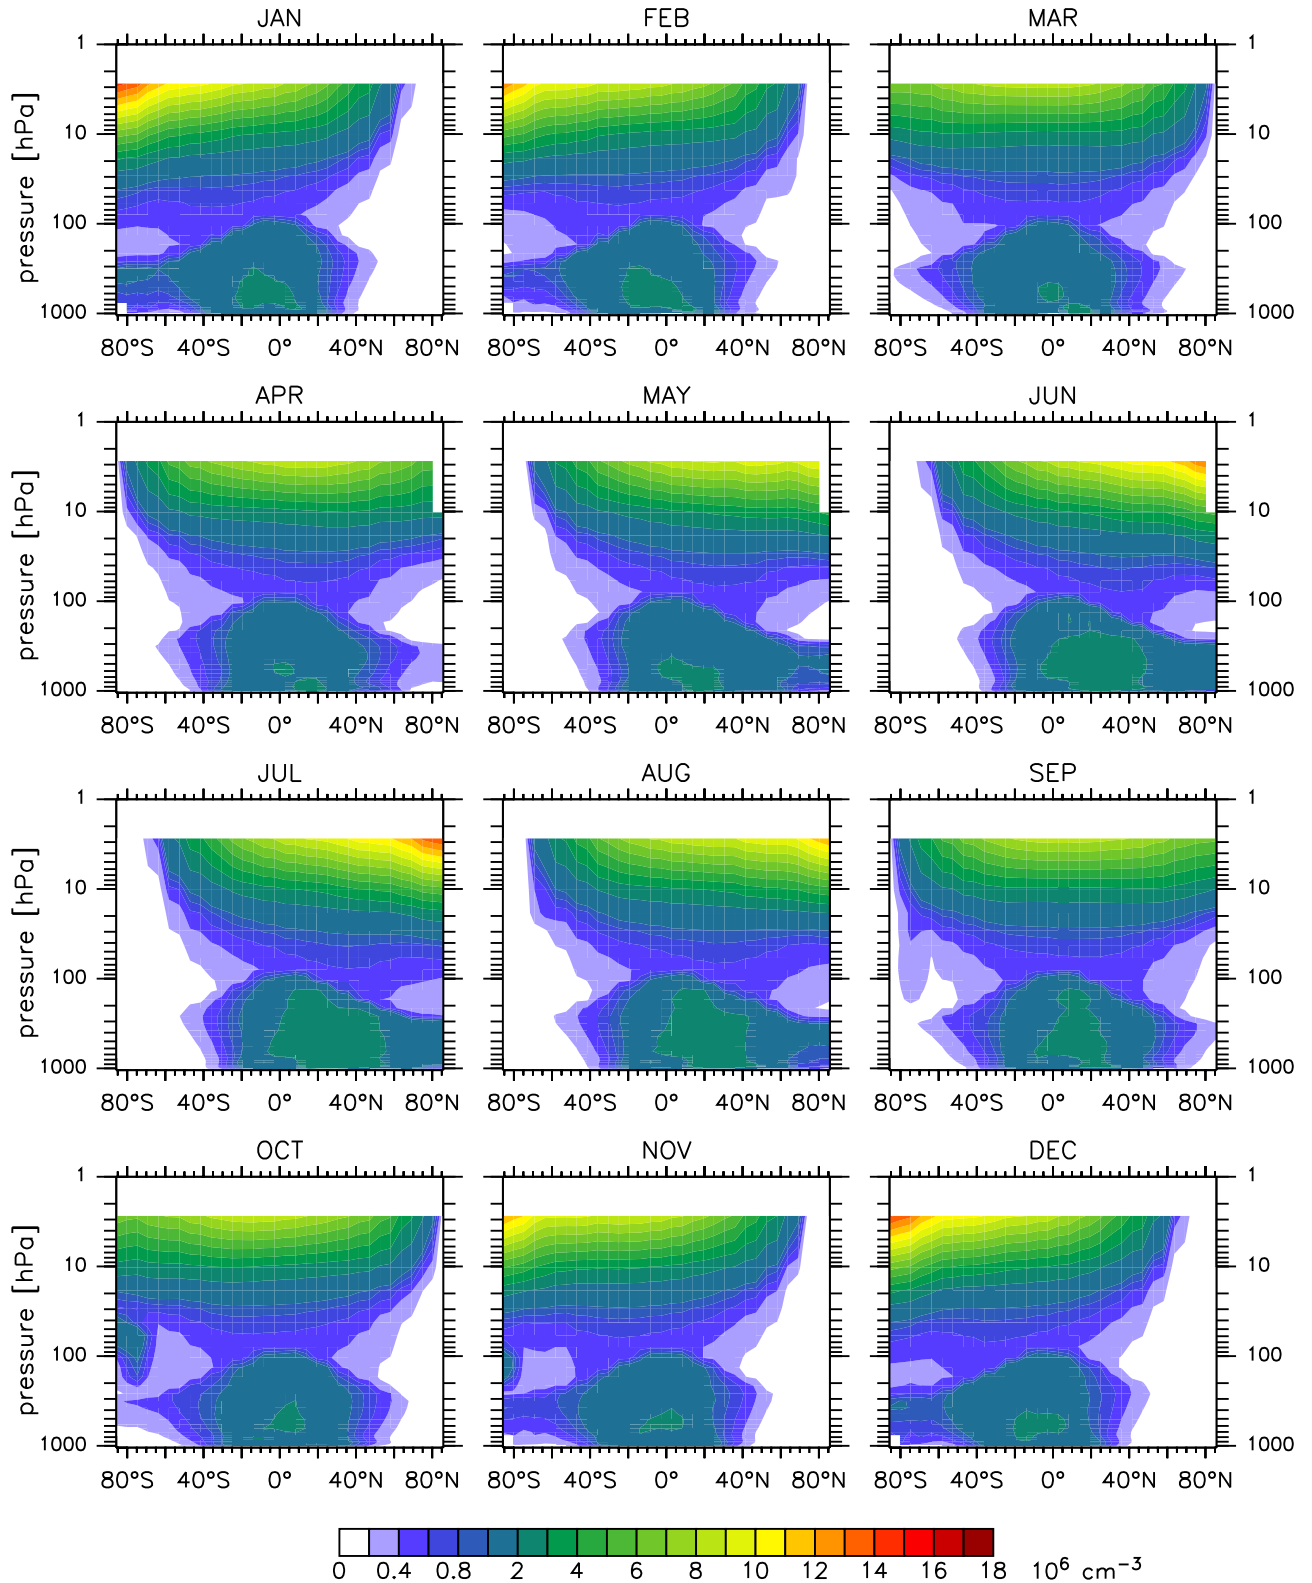 JAN FEB MAR
1 1
pressure [hPa] 10 10
100 100
1000 1000
80°S 40°S 0° 40°N 80°N 80°S 40°S 0° 40°N 80°N 80°S 40°S 0° 40°N 80°N
APR MAY JUN
1 1
pressure [hPa] 10 10
100 100
1000 1000
80°S 40°S 0° 40°N 80°N 80°S 40°S 0° 40°N 80°N 80°S 40°S 0° 40°N 80°N
JUL AUG SEP
1 1
pressure [hPa] 10 10
100 100
1000 1000
80°S 40°S 0° 40°N 80°N 80°S 40°S 0° 40°N 80°N 80°S 40°S 0° 40°N 80°N
OCT NOV DEC
1 1
pressure [hPa] 10 10
100 100
1000 1000
80°S 40°S 0° 40°N 80°N 80°S 40°S 0° 40°N 80°N 80°S 40°S 0° 40°N 80°N
0 0.4 0.8 2 4 6 8 10 12 14 16 18 10⁶ cm⁻³